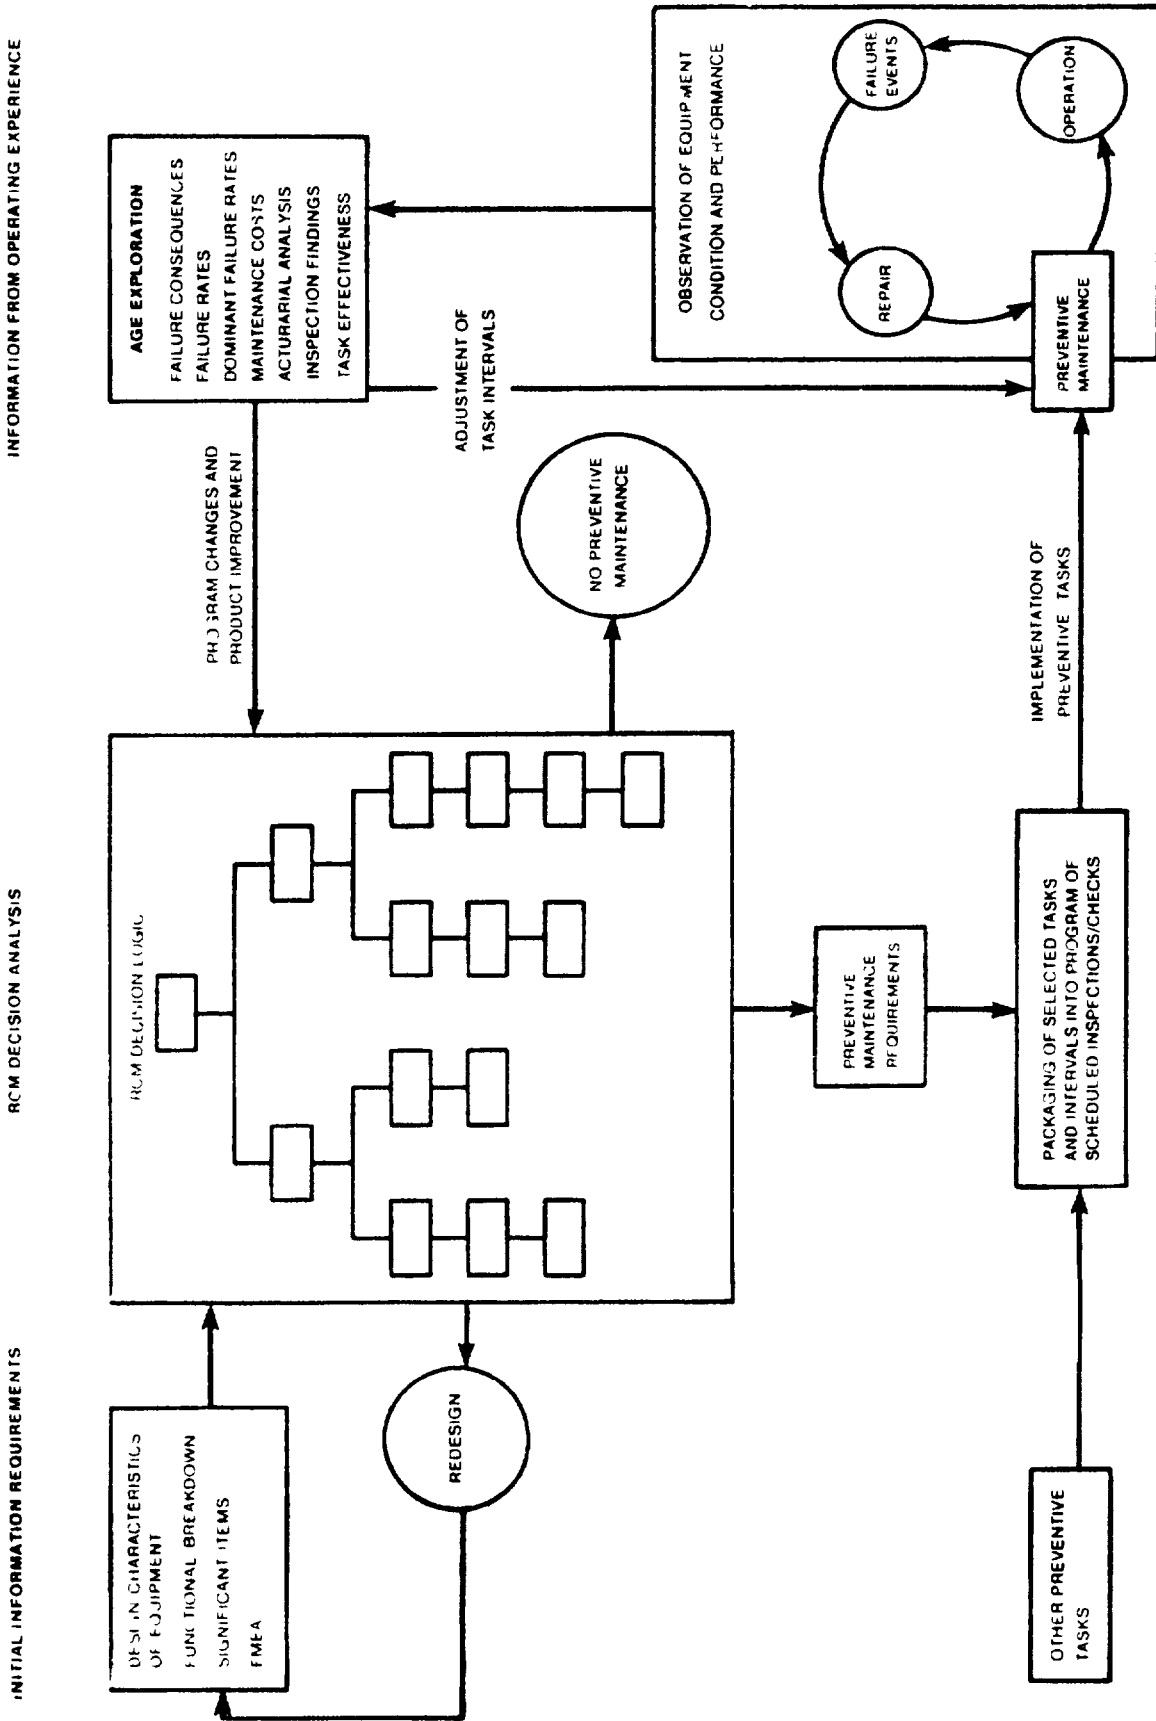 INITIAL INFORMATION REQUIREMENTS
RCM DECISION ANALYSIS
INFORMATION FROM OPERATING EXPERIENCE
DESIGN CHARACTERISTICS
OF EQUIPMENT
FUNCTIONAL BREAKDOWN
SIGNIFICANT ITEMS
FMEA
REDESIGN
OTHER PREVENTIVE
TASKS
RCM DECISION LOGIC
PREVENTIVE
MAINTENANCE
REQUIREMENTS
PACKAGING OF SELECTED TASKS
AND INTERVALS INTO PROGRAM OF
SCHEDULED INSPECTIONS/CHECKS
NO PREVENTIVE
MAINTENANCE
PROGRAM CHANGES AND
PRODUCT IMPROVEMENT
IMPLEMENTATION OF
PREVENTIVE TASKS
AGE EXPLORATION
FAILURE CONSEQUENCES
FAILURE RATES
DOMINANT FAILURE RATES
MAINTENANCE COSTS
ACTURARIAL ANALYSIS
INSPECTION FINDINGS
TASK EFFECTIVENESS
ADJUSTMENT OF
TASK INTERVALS
OBSERVATION OF EQUIPMENT
CONDITION AND PERFORMANCE
FAILURE
EVENTS
REPAIR
OPERATION
PREVENTIVE
MAINTENANCE